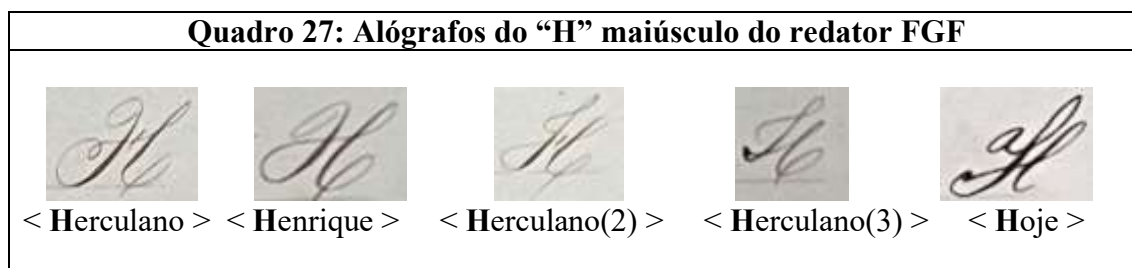 Quadro 27: Alógrafos do “H” maiúsculo do redator FGF
H H H H H
< Herculano > < Henrique > < Herculano(2) > < Herculano(3) > < Hoje >